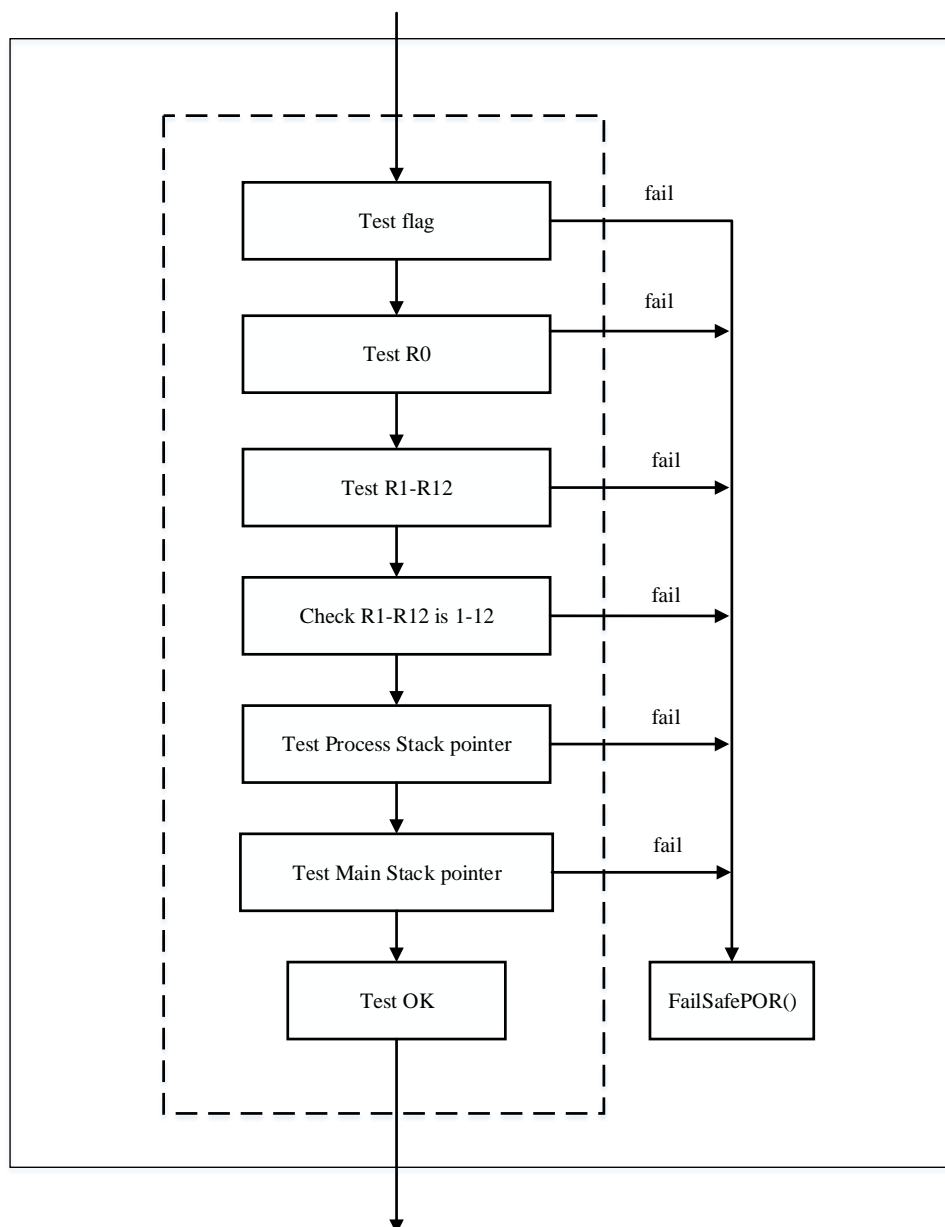 Test flag
fail
Test R0
fail
Test R1-R12
fail
Check R1-R12 is 1-12
fail
Test Process Stack pointer
fail
Test Main Stack pointer
fail
Test OK
FailSafePOR()